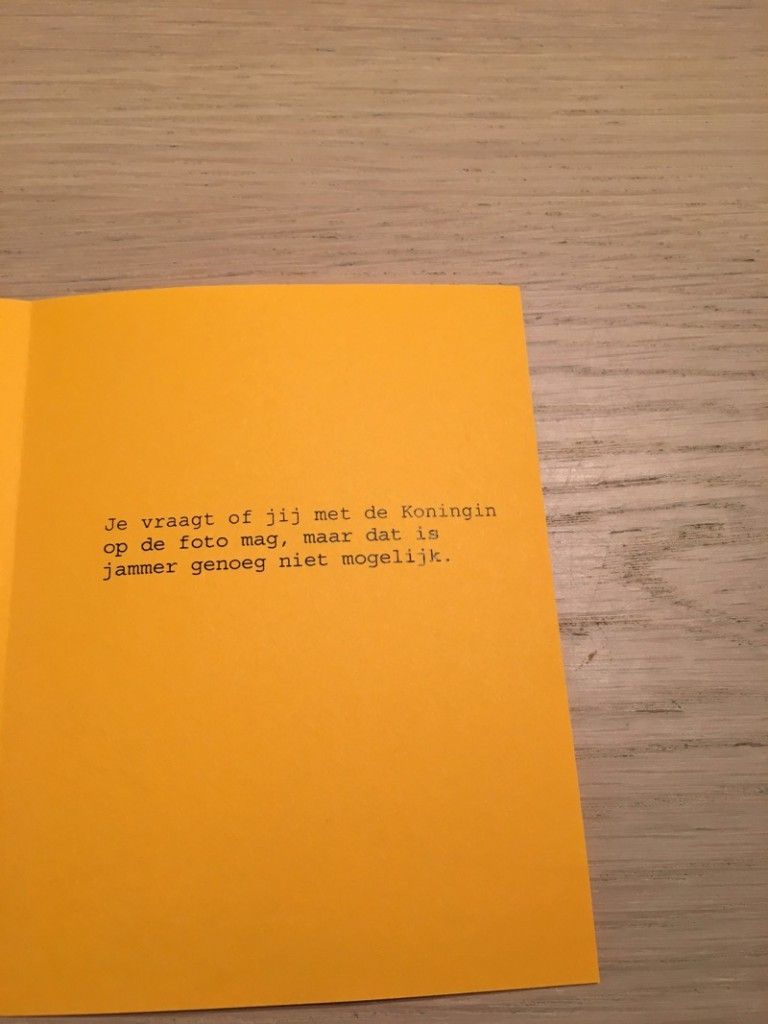 Je vraagt of jij met de Koningin
op de foto mag, maar dat is
jammer genoeg niet mogelijk.